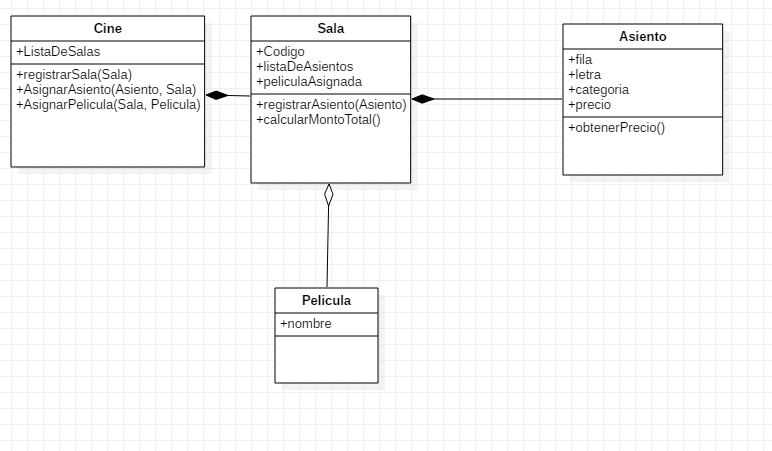 Cine
+ListaDeSalas
+registrarSala(Sala)
+AsignarAsiento(Asiento, Sala)
+AsignarPelicula(Sala, Pelicula)
Sala
+Codigo
+listaDeAsientos
+peliculaAsignada
+registrarAsiento(Asiento)
+calcularMontoTotal()
Asiento
+fila
+letra
+categoria
+precio
+obtenerPrecio()
Pelicula
+nombre